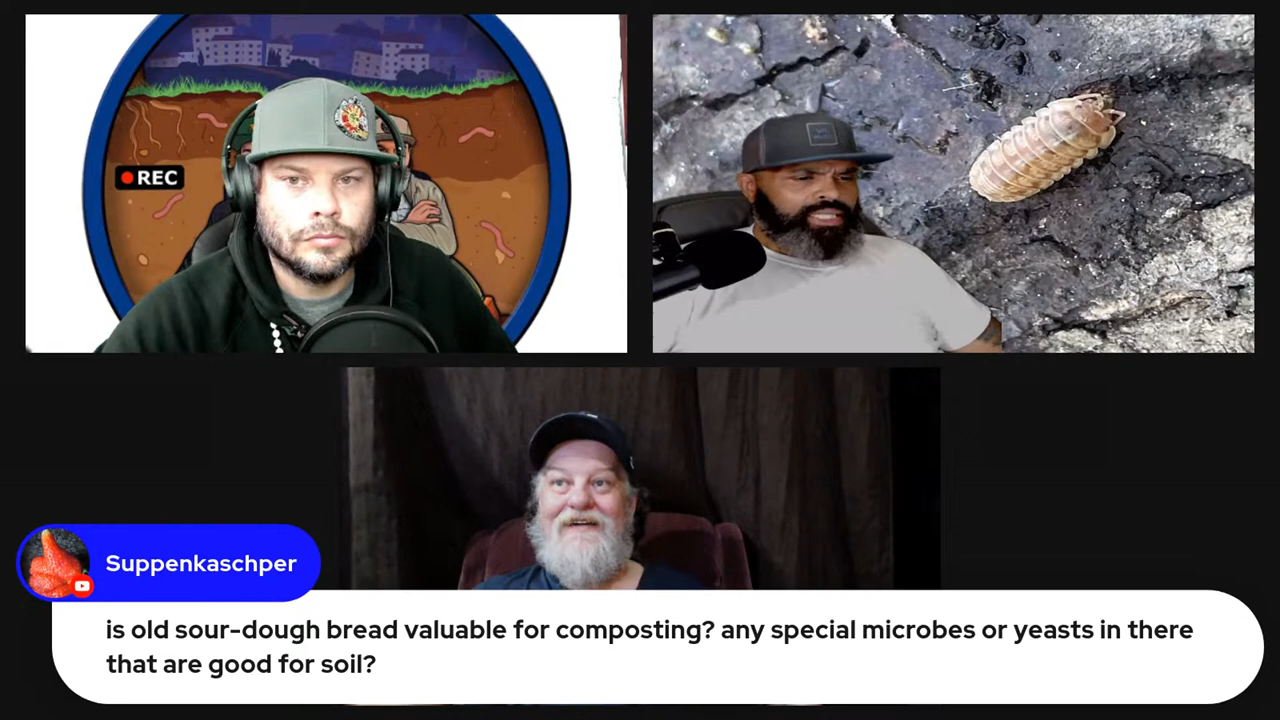 REC
Suppenkaschper
is old sour-dough bread valuable for composting? any special microbes or yeasts in there
that are good for soil?